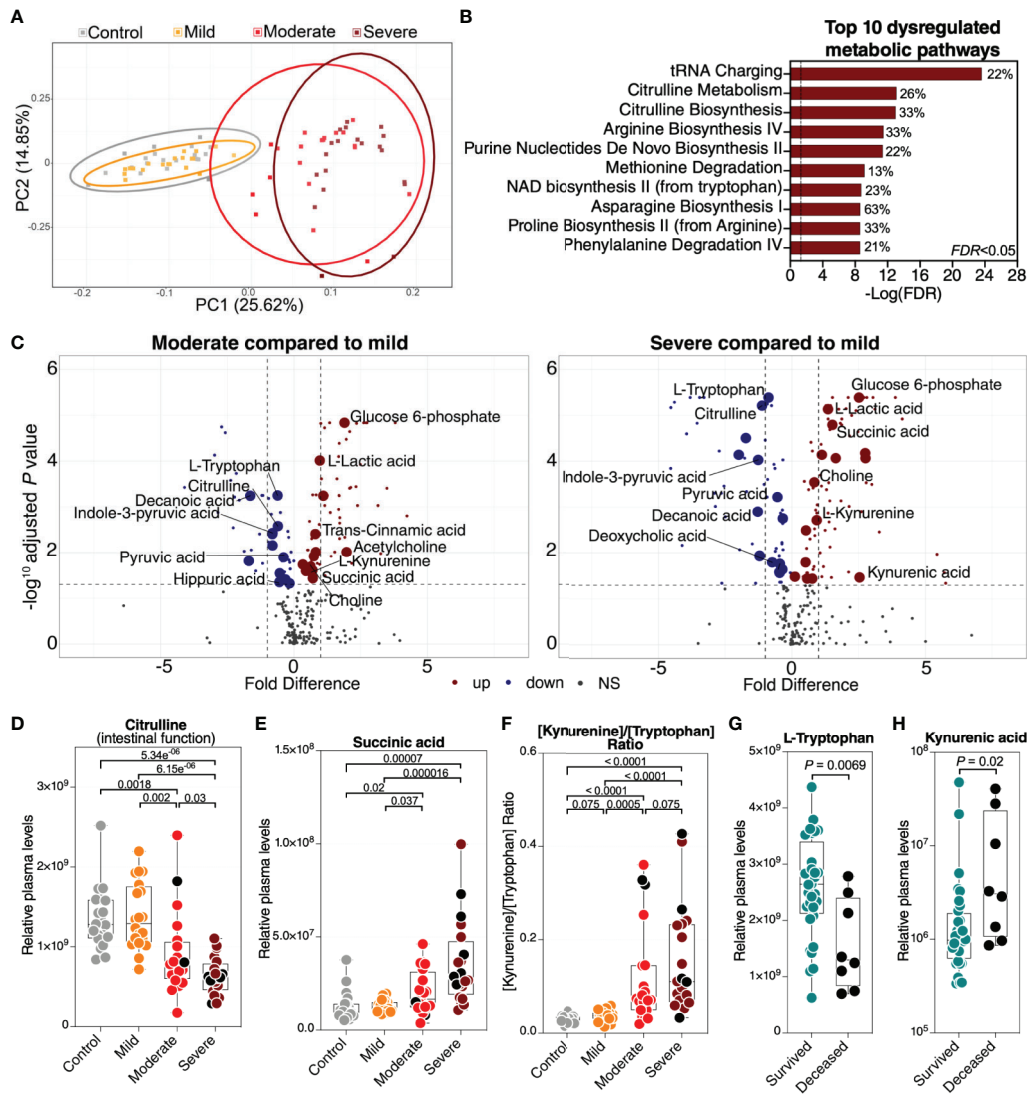 A
Control Mild Moderate Severe
PC2 (14.85%)
0.25
0
-0.25
-0.2 -0.1 0.0 0.1 0.2
PC1 (25.62%)
B
Top 10 dysregulated
metabolic pathways
tRNA Charging 22%
Citrulline Metabolism 26%
Citrulline Biosynthesis 33%
Arginine Biosynthesis IV 33%
Purine Nucletides De Novo Biosynthesis II 22%
Methionine Degradation 13%
NAD bicsynthesis II (from tryptophan) 23%
Asparagine Biosynthesis I 63%
Proline Biosynthesis II (from Arginine) 33%
Phenylalanine Degradation IV 21%
FDR<0.05
0 4 8 12 16 20 24 28
-Log(FDR)
C
Moderate compared to mild
-log¹⁰ adjusted P value
6
4
2
0
Glucose 6-phosphate
L-Lactic acid
L-Tryptophan
Citrulline
Decanoic acid
Indole-3-pyruvic acid
Trans-Cinnamic acid
Acetylcholine
Pyruvic acid
L-Kynurenine
Hippuric acid
Succinic acid
Choline
-5 0 5
Fold Difference
Severe compared to mild
6
4
2
0
L-Tryptophan
Glucose 6-phosphate
Citrulline
L-Lactic acid
Succinic acid
Indole-3-pyruvic acid
Choline
Pyruvic acid
Decanoic acid
L-Kynurenine
Deoxycholic acid
Kynurenic acid
-5 0 5
Fold Difference
up down NS
D
Citrulline
(intestinal function)
Relative plasma levels
3×10⁹
2×10⁹
1×10⁹
0
5.34e⁻⁰⁶
6.15e⁻⁰⁶
0.0018
0.002 0.03
Control Mild Moderate Severe
E
Succinic acid
Relative plasma levels
1.5×10⁸
1.0×10⁸
5.0×10⁷
0.0
0.00007
0.000016
0.02
0.037
Control Mild Moderate Severe
F
[Kynurenine]/[Tryptophan]
Ratio
[Kynurenine]/[Tryptophan] Ratio
0.6
0.4
0.2
0.0
< 0.0001
<0.0001
<0.0001
0.075 0.0005 0.075
Control Mild Moderate Severe
G
L-Tryptophan
Relative plasma levels
5×10⁹
4×10⁹
3×10⁹
2×10⁹
1×10⁹
0
P = 0.0069
Survived Deceased
H
Kynurenic acid
Relative plasma levels
10⁸
10⁷
10⁶
10⁵
P = 0.02
Survived Deceased